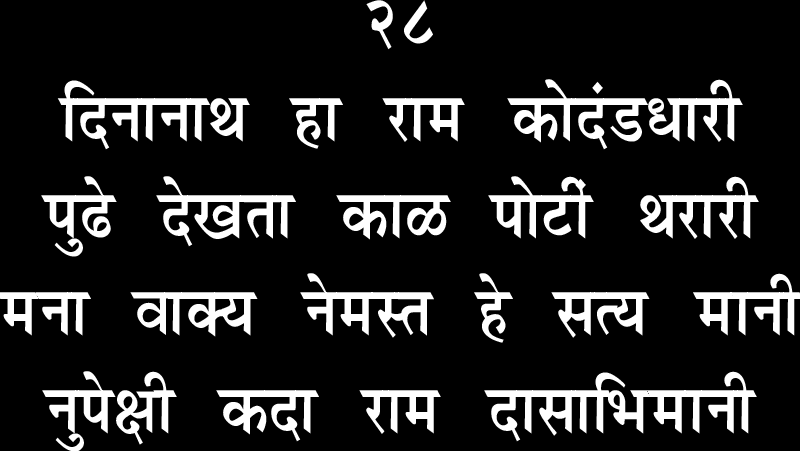 २८
दिनानाथ हा राम कोदंडधारी
पुढे देखता काळ पोटीं थरारी
मना वाक्य नेमस्त हे सत्य मानी
नुपेक्षी कदा राम दासाभिमानी